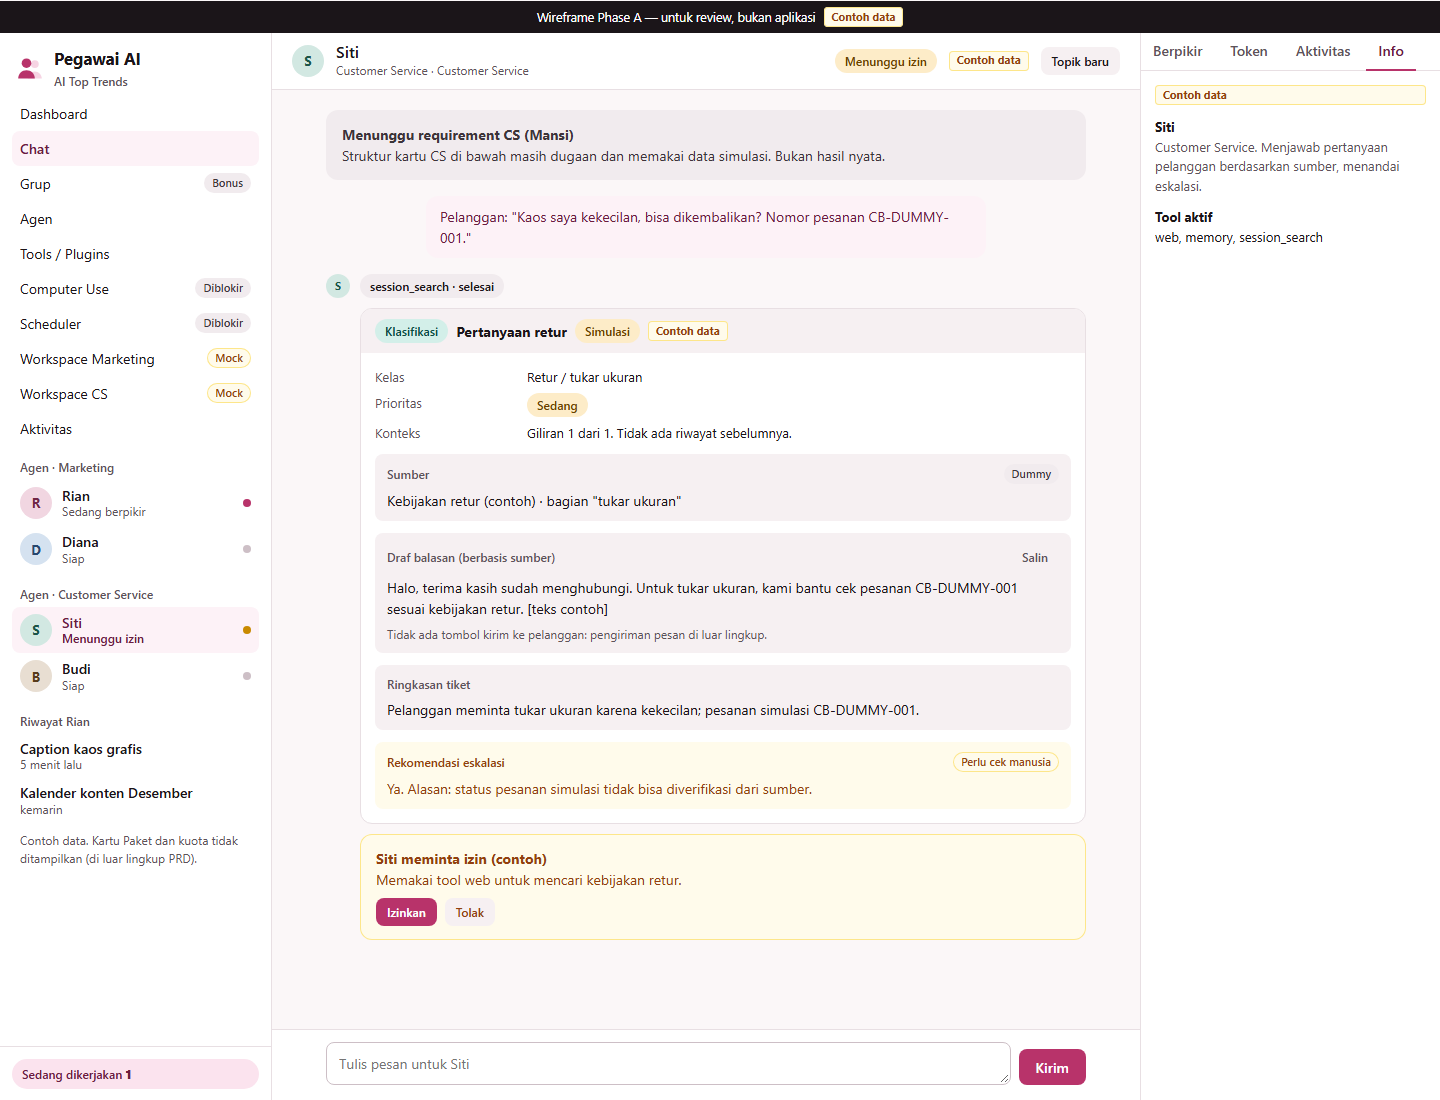 Wireframe Phase A — untuk review, bukan aplikasi Contoh data
Pegawai AI
AI Top Trends
Dashboard
Chat
Grup Bonus
Agen
Tools / Plugins
Computer Use Diblokir
Scheduler Diblokir
Workspace Marketing Mock
Workspace CS Mock
Aktivitas
Agen · Marketing
R Rian
Sedang berpikir
D Diana
Siap
Agen · Customer Service
S Siti
Menunggu izin
B Budi
Siap
Riwayat Rian
Caption kaos grafis
5 menit lalu
Kalender konten Desember
kemarin
Contoh data. Kartu Paket dan kuota tidak
ditampilkan (di luar lingkup PRD).
Sedang dikerjakan 1
S Siti
Customer Service · Customer Service
Menunggu izin Contoh data Topik baru
Menunggu requirement CS (Mansi)
Struktur kartu CS di bawah masih dugaan dan memakai data simulasi. Bukan hasil nyata.
Pelanggan: "Kaos saya kekecilan, bisa dikembalikan? Nomor pesanan CB-DUMMY-
001."
S session_search · selesai
Klasifikasi Pertanyaan retur Simulasi Contoh data
Kelas Retur / tukar ukuran
Prioritas Sedang
Konteks Giliran 1 dari 1. Tidak ada riwayat sebelumnya.
Sumber Dummy
Kebijakan retur (contoh) · bagian "tukar ukuran"
Draf balasan (berbasis sumber) Salin
Halo, terima kasih sudah menghubungi. Untuk tukar ukuran, kami bantu cek pesanan CB-DUMMY-001
sesuai kebijakan retur. [teks contoh]
Tidak ada tombol kirim ke pelanggan: pengiriman pesan di luar lingkup.
Ringkasan tiket
Pelanggan meminta tukar ukuran karena kekecilan; pesanan simulasi CB-DUMMY-001.
Rekomendasi eskalasi Perlu cek manusia
Ya. Alasan: status pesanan simulasi tidak bisa diverifikasi dari sumber.
Siti meminta izin (contoh)
Memakai tool web untuk mencari kebijakan retur.
Izinkan Tolak
Tulis pesan untuk Siti
Kirim
Berpikir Token Aktivitas Info
Contoh data
Siti
Customer Service. Menjawab pertanyaan
pelanggan berdasarkan sumber, menandai
eskalasi.
Tool aktif
web, memory, session_search